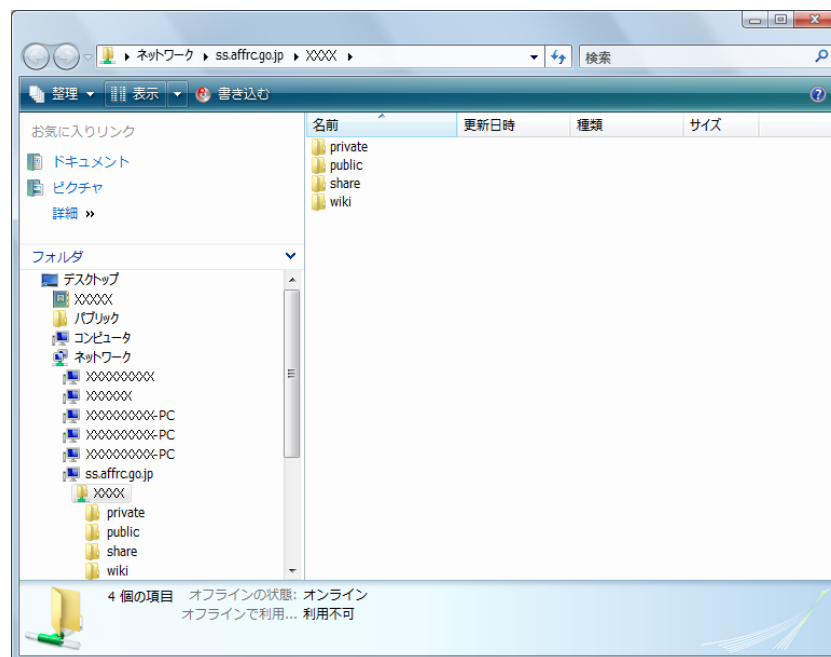 ネットワーク ss.affrc.go.jp XXXX 検索
整理 表示 書き込む
お気に入りリンク
ドキュメント
ピクチャ
詳細 »
フォルダ
デスクトップ
XXXXX
パブリック
コンピュータ
ネットワーク
XXXXXXXXX
XXXXXX
XXXXXXXXX-PC
XXXXXXXXX-PC
XXXXXXXXX-PC
ss.affrc.go.jp
XXXX
private
public
share
wiki
名前 更新日時 種類 サイズ
private
public
share
wiki
4 個の項目 オフラインの状態: オンライン
オフラインで利用... 利用不可